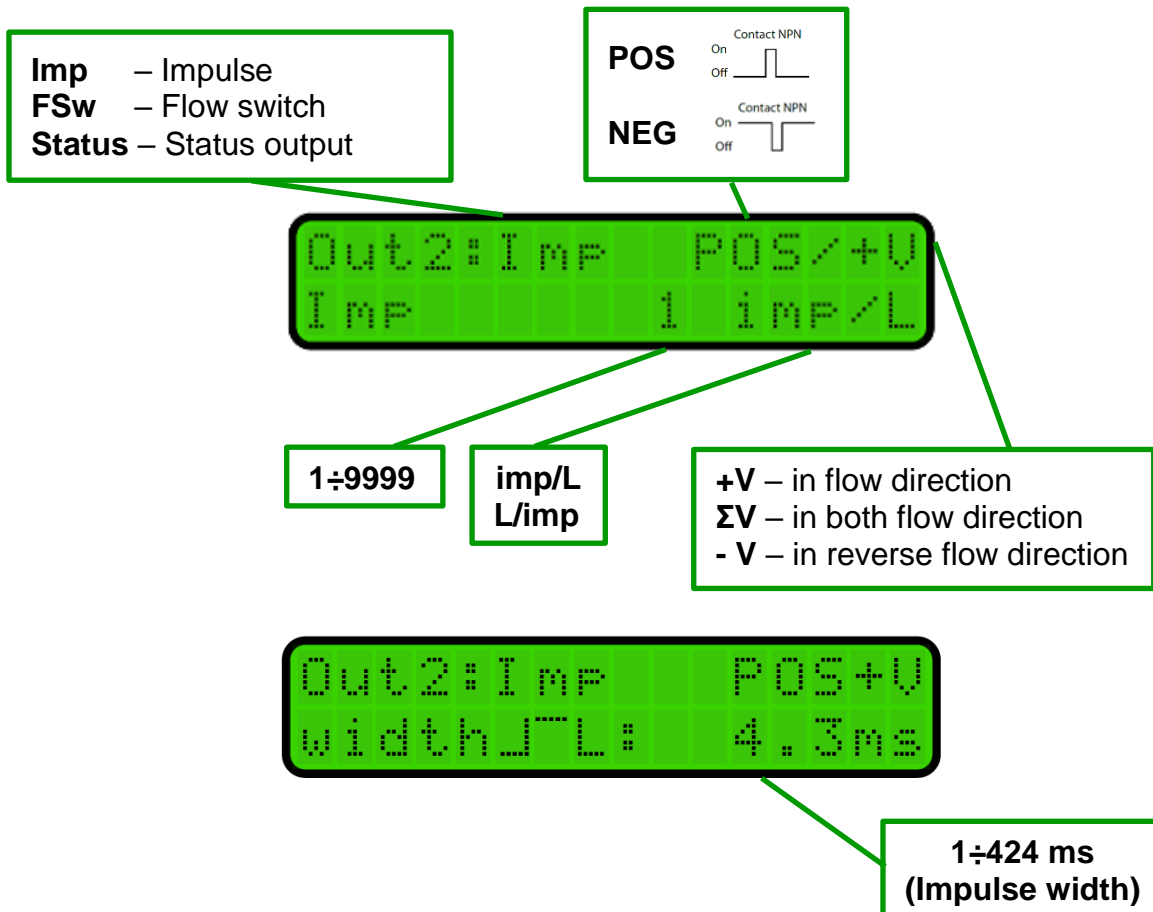 Imp – Impulse
FSw – Flow switch
Status – Status output
POS
Contact NPN
On
Off
NEG
Contact NPN
On
Off
Out2:Imp POS/+V
Imp 1 imp/L
1÷9999
imp/L
L/imp
+V – in flow direction
ΣV – in both flow direction
- V – in reverse flow direction
Out2:Imp POS+V
width: 4.3ms
1÷424 ms
(Impulse width)